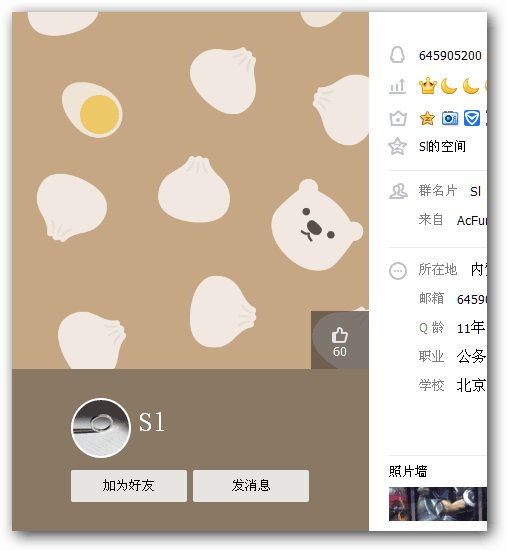 60
Sl
加为好友
发消息
645905200
Sl的空间
群名片 Sl
来自 AcFu
所在地 内
邮箱 6459
Q 龄 11年
职业 公务
学校 北京
照片墙